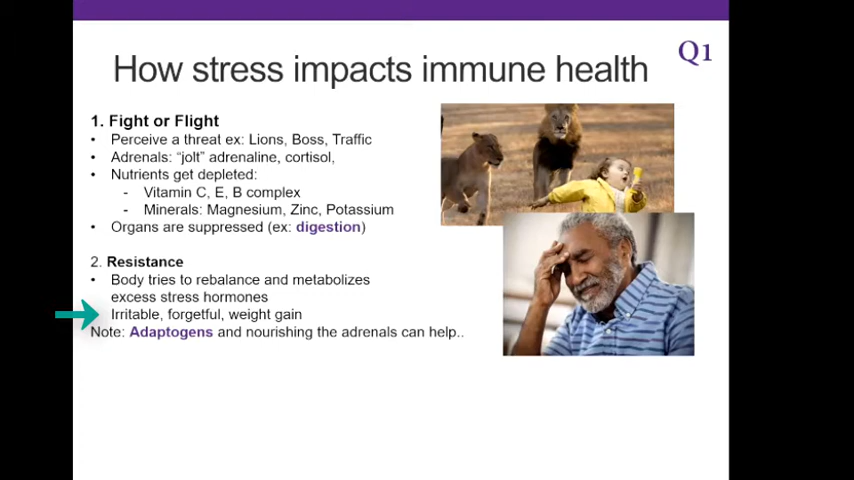 How stress impacts immune health
Q1
1. Fight or Flight
• Perceive a threat ex: Lions, Boss, Traffic
• Adrenals: “jolt” adrenaline, cortisol,
• Nutrients get depleted:
- Vitamin C, E, B complex
- Minerals: Magnesium, Zinc, Potassium
• Organs are suppressed (ex: digestion)
2. Resistance
• Body tries to rebalance and metabolizes
excess stress hormones
Irritable, forgetful, weight gain
Note: Adaptogens and nourishing the adrenals can help..